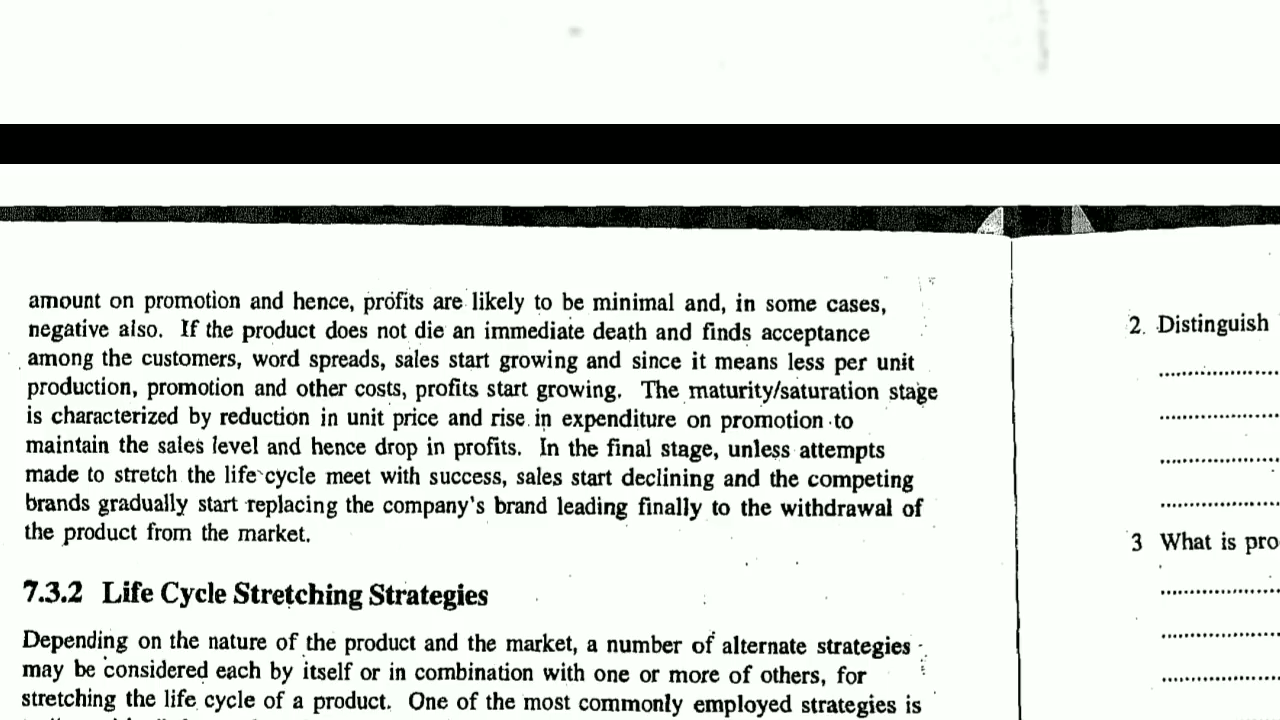 amount on promotion and hence, profits are likely to be minimal and, in some cases,
negative also. If the product does not die an immediate death and finds acceptance
among the customers, word spreads, sales start growing and since it means less per unit
production, promotion and other costs, profits start growing. The maturity/saturation stage
is characterized by reduction in unit price and rise in expenditure on promotion to
maintain the sales level and hence drop in profits. In the final stage, unless attempts
made to stretch the life cycle meet with success, sales start declining and the competing
brands gradually start replacing the company's brand leading finally to the withdrawal of
the product from the market.
7.3.2 Life Cycle Stretching Strategies
Depending on the nature of the product and the market, a number of alternate strategies
may be considered each by itself or in combination with one or more of others, for
stretching the life cycle of a product. One of the most commonly employed strategies is
2. Distinguish
3 What is pro